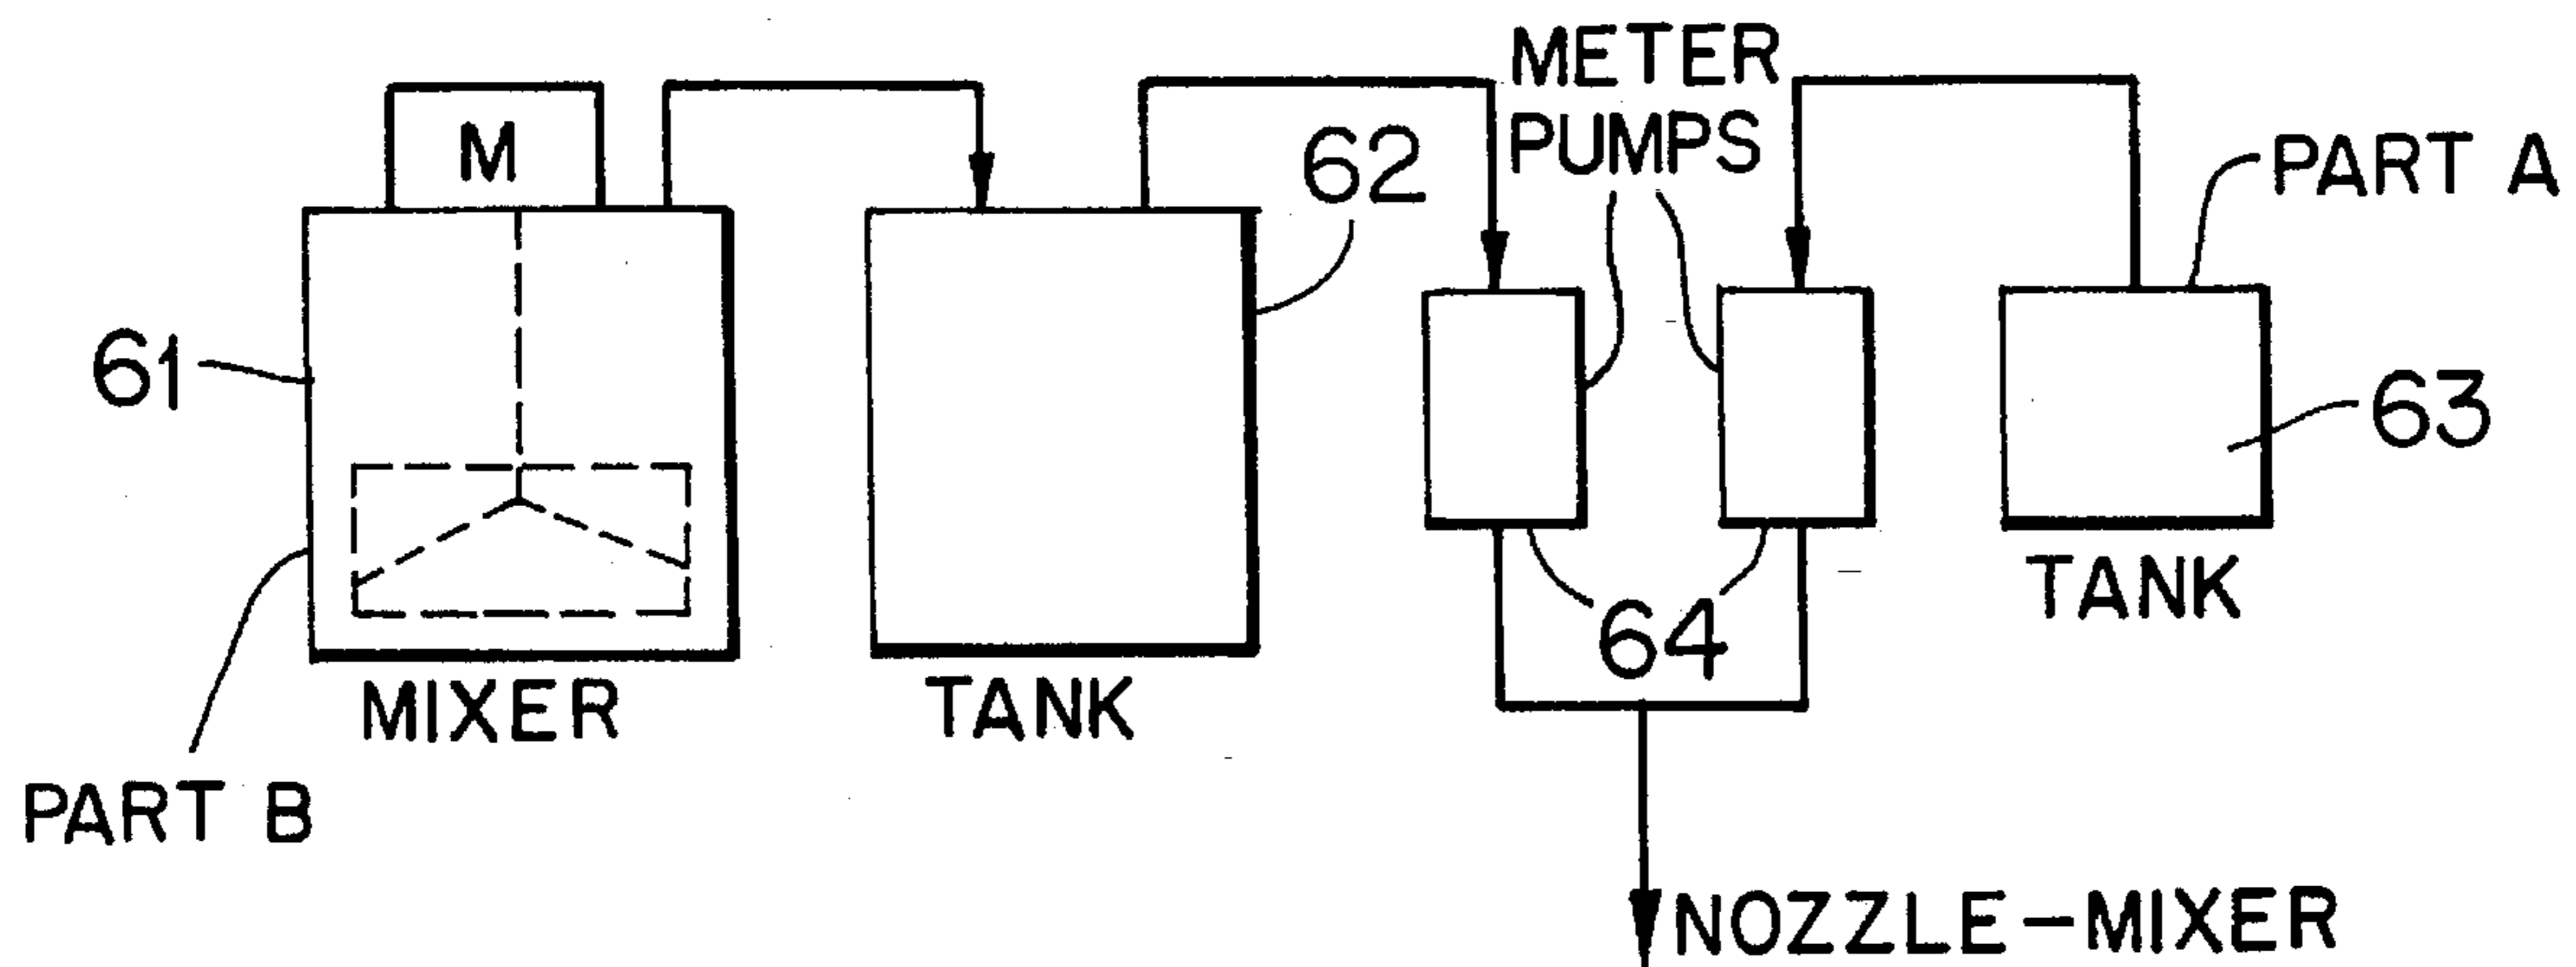 METER
PUMPS
M
62
PART A
61
63
TANK
64
MIXER
TANK
PART B
NOZZLE-MIXER